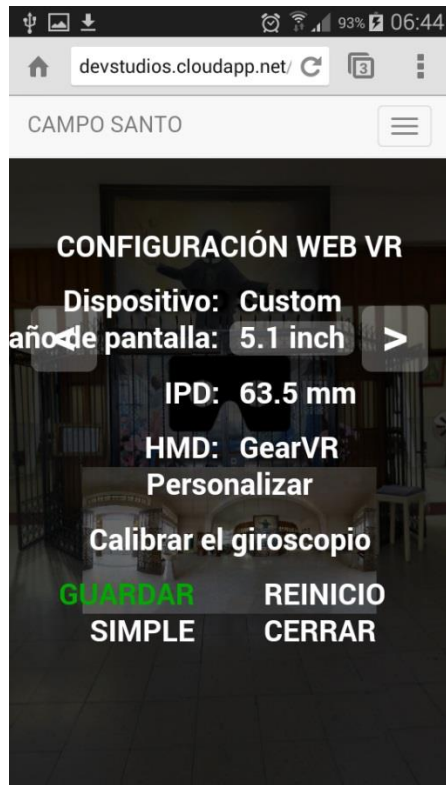 93% 06:44
devstudios.cloudapp.net/ 3
CAMPO SANTO
CONFIGURACIÓN WEB VR
Dispositivo: Custom
año de pantalla: 5.1 inch
< >
IPD: 63.5 mm
HMD: GearVR
Personalizar
Calibrar el giroscopio
GUARDAR REINICIO
SIMPLE CERRAR